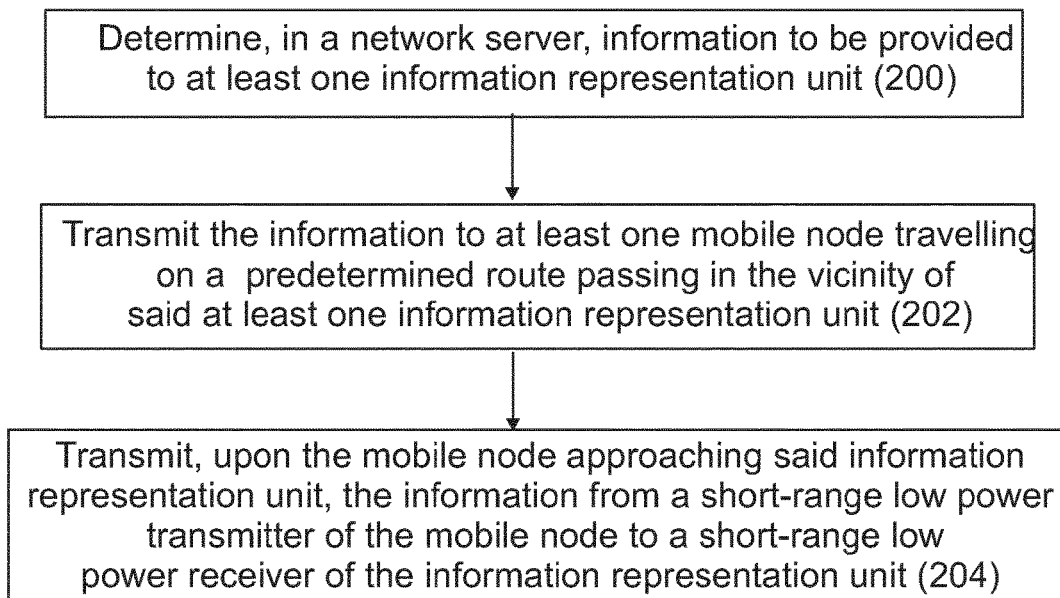 Determine, in a network server, information to be provided
to at least one information representation unit (200)
Transmit the information to at least one mobile node travelling
on a predetermined route passing in the vicinity of
said at least one information representation unit (202)
Transmit, upon the mobile node approaching said information
representation unit, the information from a short-range low power
transmitter of the mobile node to a short-range low
power receiver of the information representation unit (204)